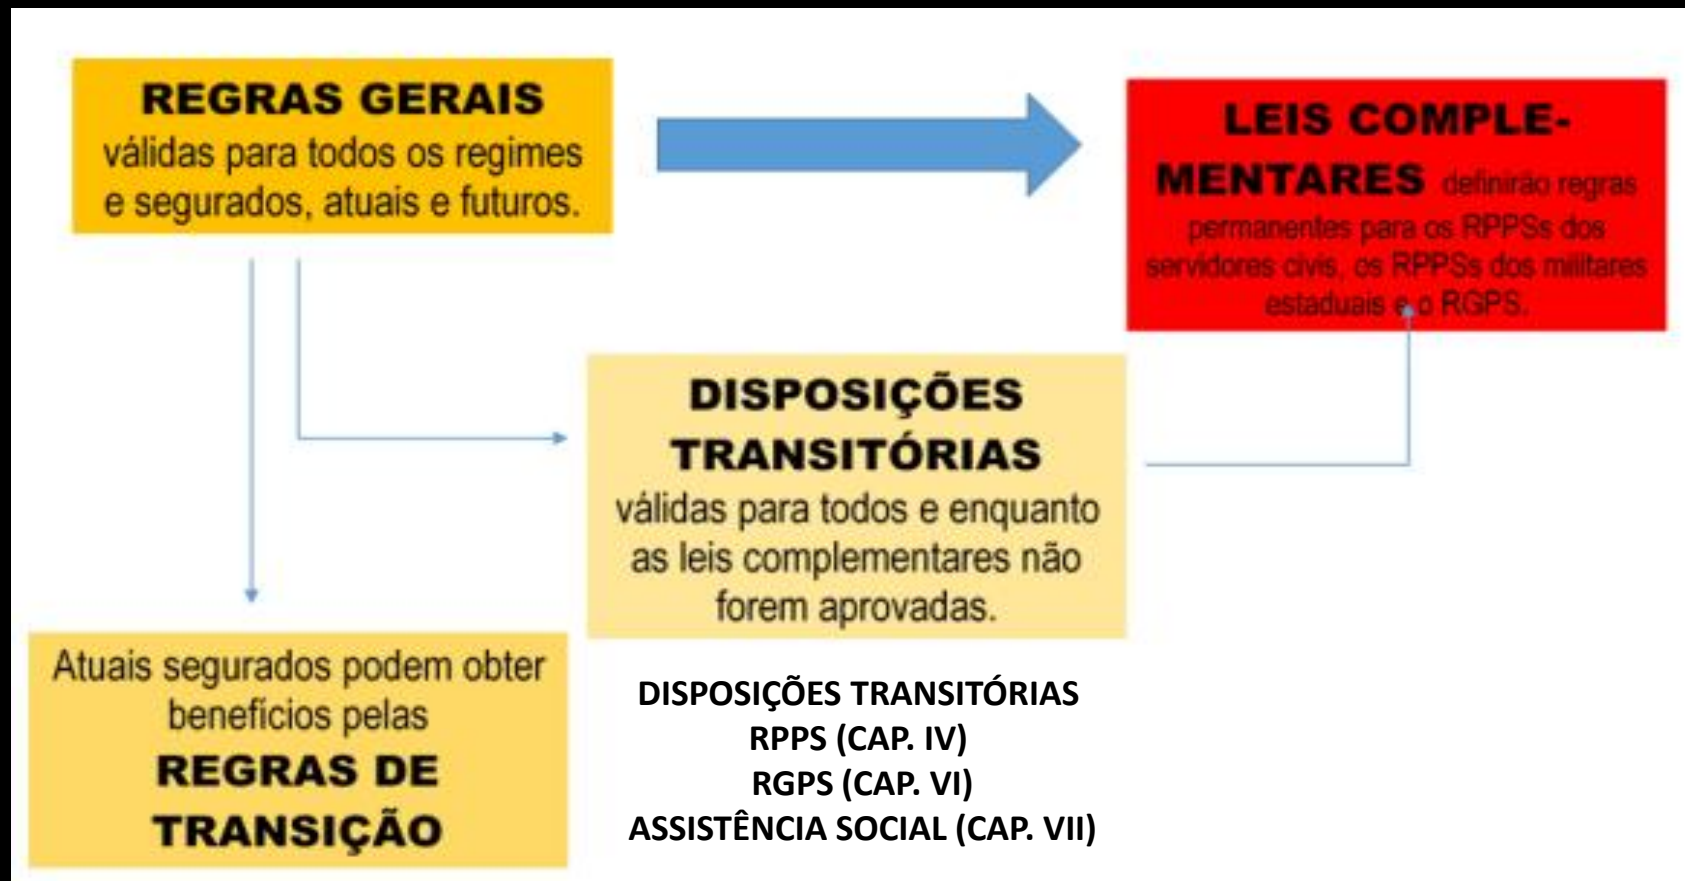 REGRAS GERAIS
válidas para todos os regimes
e segurados, atuais e futuros.
LEIS COMPLE-
MENTARES definirão regras
permanentes para os RPPSs dos
servidores civis, os RPPSs dos militares
estaduais e o RGPS.
DISPOSIÇÕES
TRANSITÓRIAS
válidas para todos e enquanto
as leis complementares não
forem aprovadas.
Atuais segurados podem obter
benefícios pelas
REGRAS DE
TRANSIÇÃO
DISPOSIÇÕES TRANSITÓRIAS
RPPS (CAP. IV)
RGPS (CAP. VI)
ASSISTÊNCIA SOCIAL (CAP. VII)